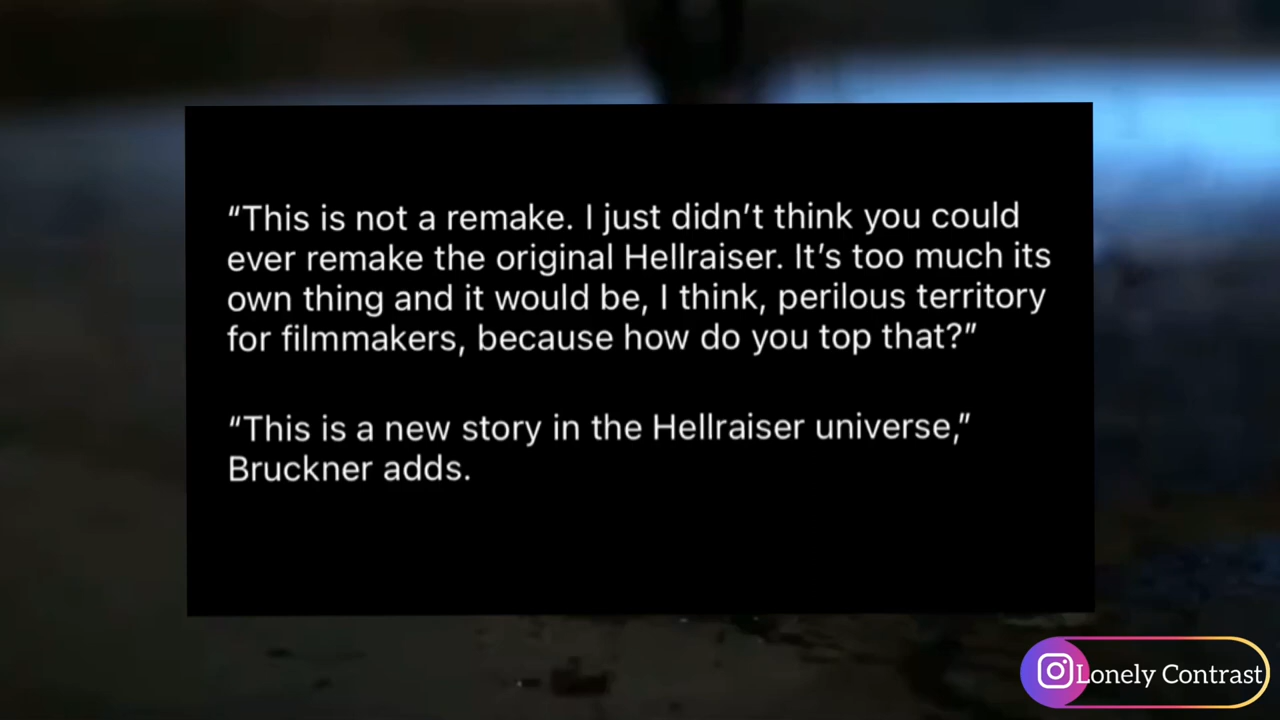 “This is not a remake. I just didn’t think you could
ever remake the original Hellraiser. It’s too much its
own thing and it would be, I think, perilous territory
for filmmakers, because how do you top that?”
“This is a new story in the Hellraiser universe,”
Bruckner adds.
Lonely Contrast